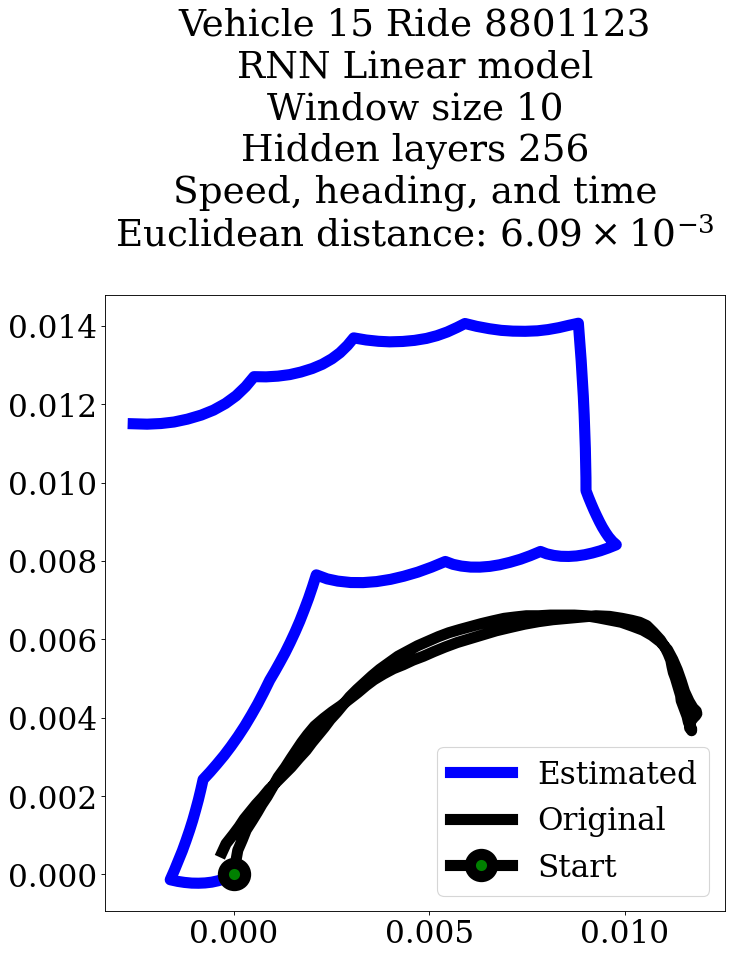 Vehicle 15 Ride 8801123
RNN Linear model
Window size 10
Hidden layers 256
Speed, heading, and time
Euclidean distance: 6.09 × 10⁻³
0.014
0.012
0.010
0.008
0.006
0.004
0.002
0.000
Estimated
Original
Start
0.000 0.005 0.010